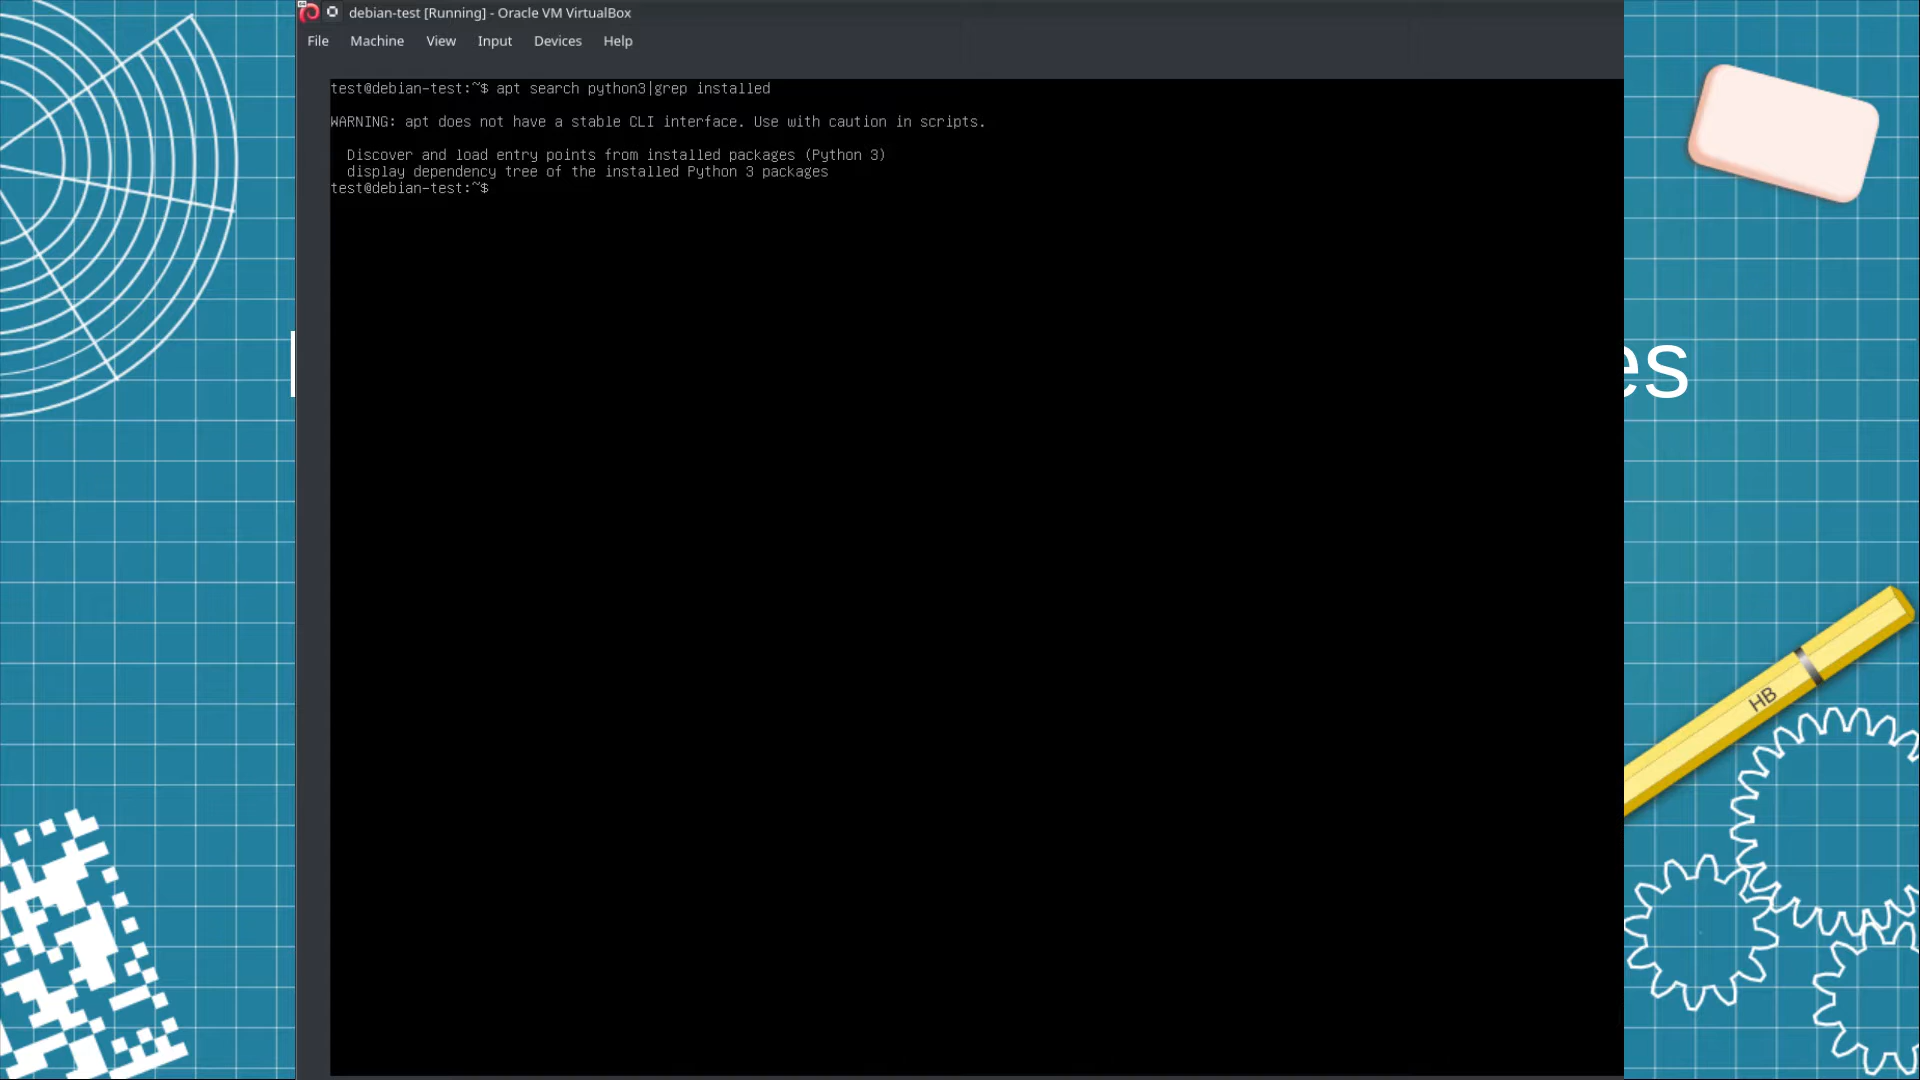 debian-test [Running] - Oracle VM VirtualBox
File Machine View Input Devices Help
test@debian-test:~$ apt search python3|grep installed
WARNING: apt does not have a stable CLI interface. Use with caution in scripts.
Discover and load entry points from installed packages (Python 3)
display dependency tree of the installed Python 3 packages
test@debian-test:~$
es
HB